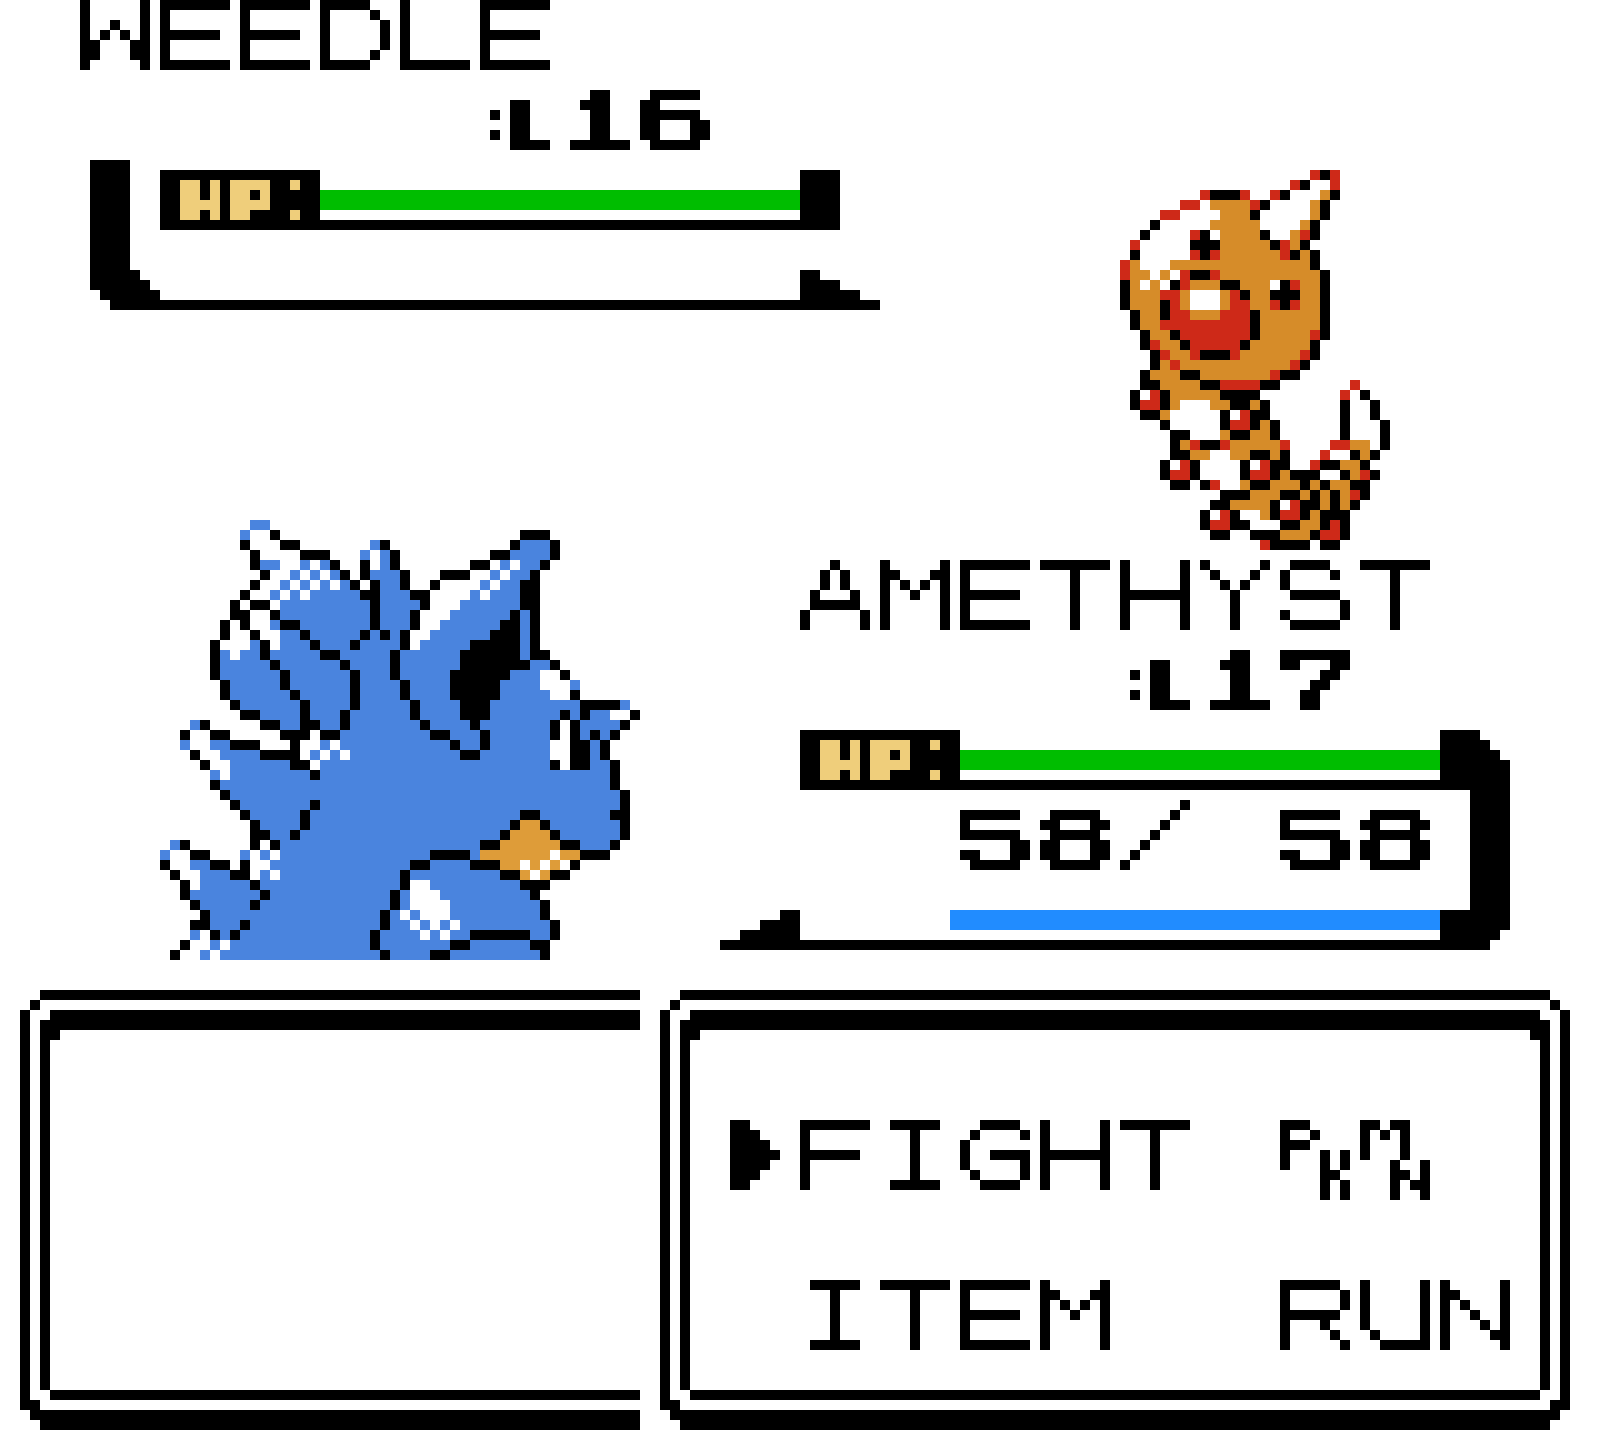 WEEDLE
:L16
HP:
AMETHYST
:L17
HP:
58/ 58
FIGHT PKMN
ITEM RUN